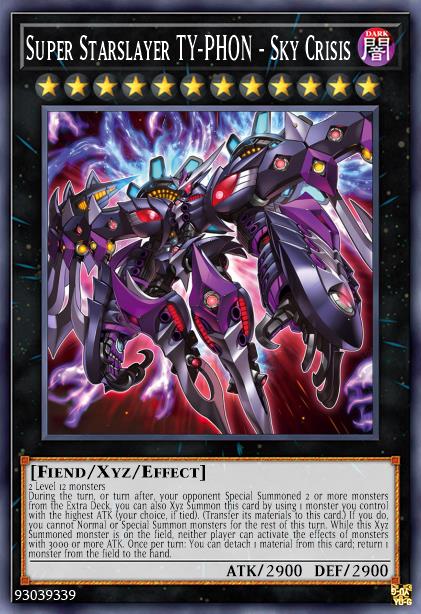 SUPER STARSLAYER TY-PHON - SKY CRISIS
DARK
闇
[FIEND/XYZ/EFFECT]
2 Level 12 monsters
During the turn, or turn after, your opponent Special Summoned 2 or more monsters
from the Extra Deck, you can also Xyz Summon this card by using 1 monster you control
with the highest ATK (your choice, if tied). (Transfer its materials to this card.) If you do,
you cannot Normal or Special Summon monsters for the rest of this turn. While this Xyz
Summoned monster is on the field, neither player can activate the effects of monsters
with 3000 or more ATK. Once per turn: You can detach 1 material from this card; return 1
monster from the field to the hand.
ATK/2900 DEF/2900
93039339